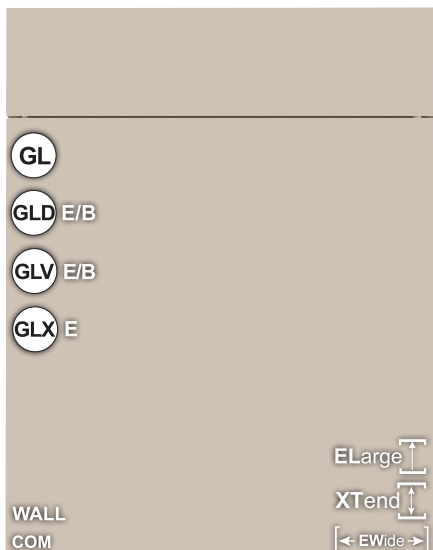 GL
GLD E/B
GLV E/B
GLX E
ELarge
XTend
WALL
COM
EWide